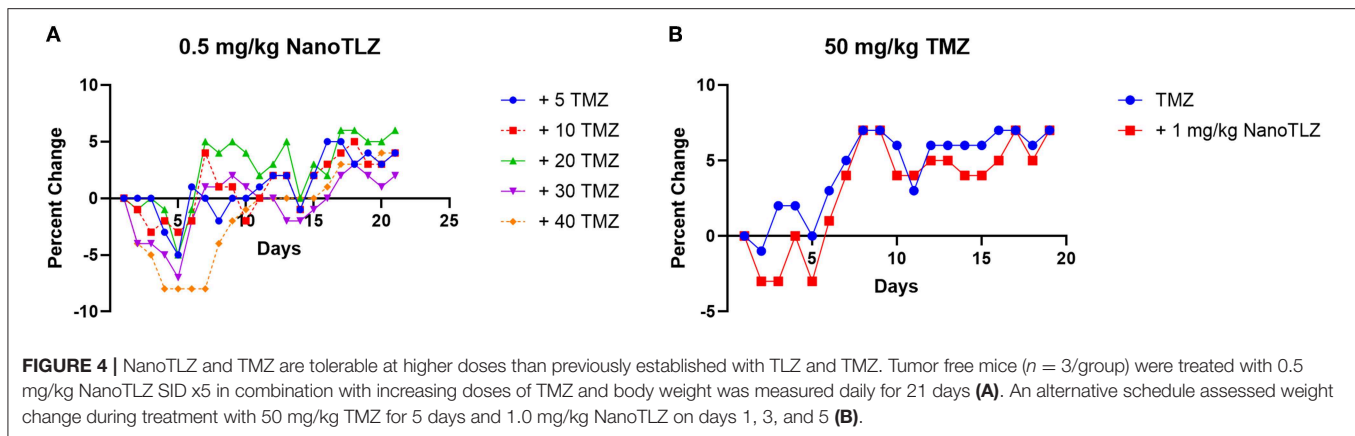 A
0.5 mg/kg NanoTLZ
10
5
0
-5
-10
Percent Change
5
10
15
20
25
Days
+ 5 TMZ
+ 10 TMZ
+ 20 TMZ
+ 30 TMZ
+ 40 TMZ
B
50 mg/kg TMZ
10
5
0
-5
Percent Change
5
10
15
20
Days
TMZ
+ 1 mg/kg NanoTLZ
FIGURE 4 | NanoTLZ and TMZ are tolerable at higher doses than previously established with TLZ and TMZ. Tumor free mice (n = 3/group) were treated with 0.5
mg/kg NanoTLZ SID x5 in combination with increasing doses of TMZ and body weight was measured daily for 21 days (A). An alternative schedule assessed weight
change during treatment with 50 mg/kg TMZ for 5 days and 1.0 mg/kg NanoTLZ on days 1, 3, and 5 (B).